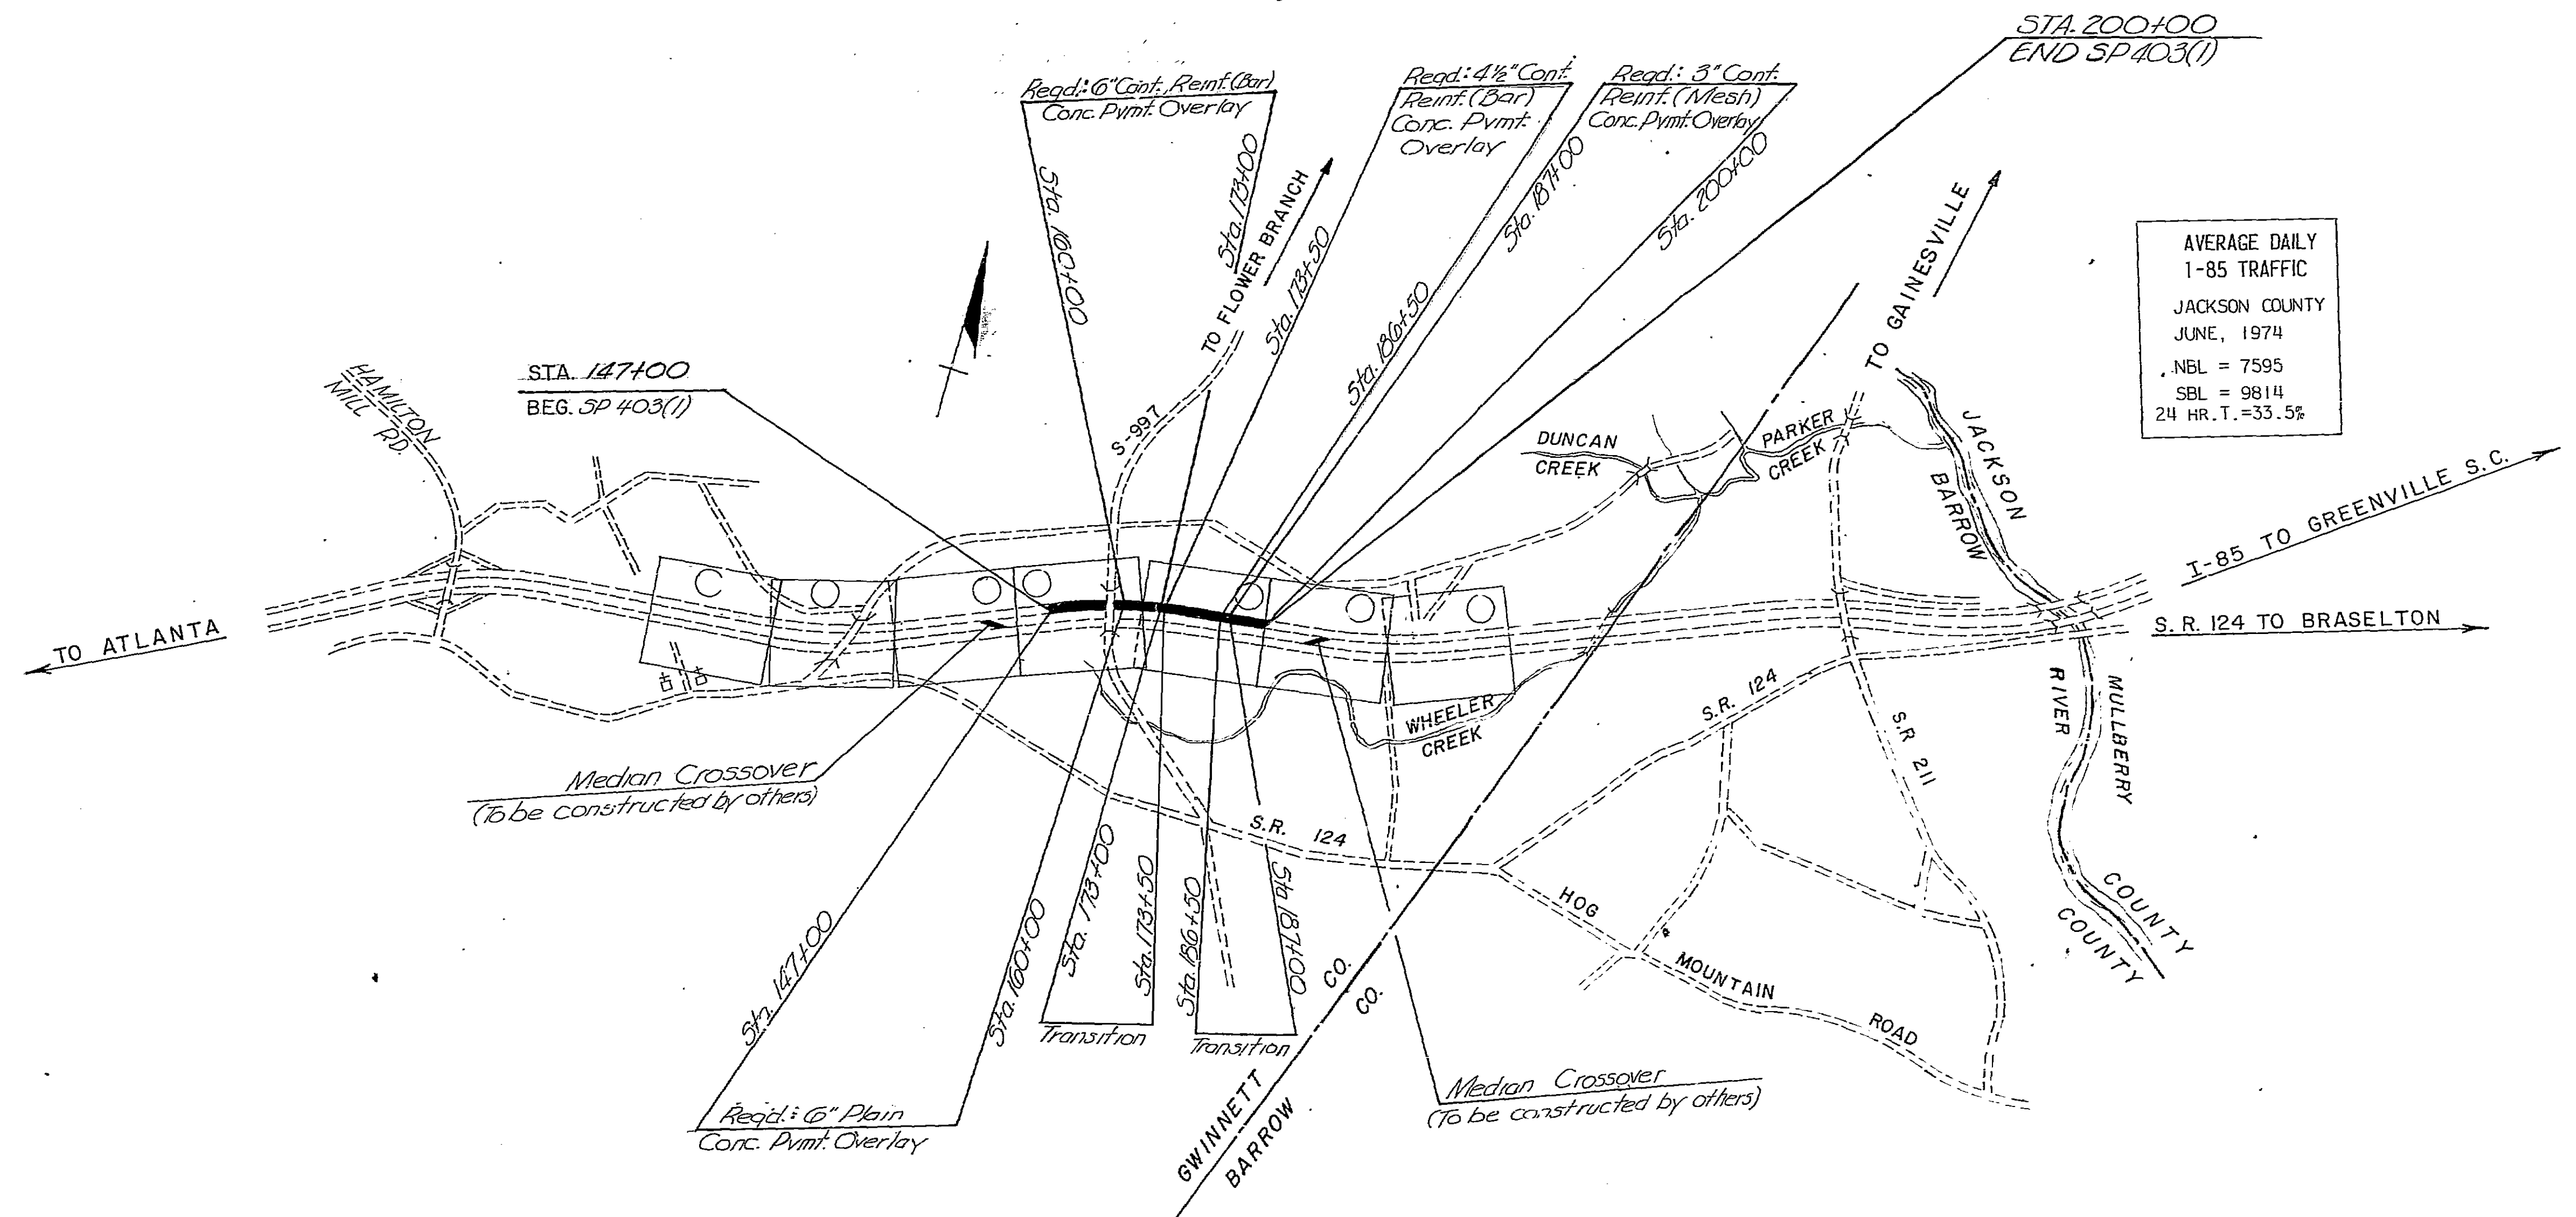 STA. 200+00
END SP 403(1)
Reqd.: 6" Cont., Reinf. (Bar)
Conc. Pvmt. Overlay
Reqd.: 4½" Cont.
Reinf. (Bar)
Conc. Pvmt.
Overlay
Reqd.: 3" Cont.
Reinf. (Mesh)
Conc. Pvmt. Overlay
Sta. 160+00
Sta. 173+00
Sta. 173+50
Sta. 186+50
Sta. 187+00
Sta. 200+00
TO FLOWER BRANCH
TO GAINESVILLE
AVERAGE DAILY
I-85 TRAFFIC
JACKSON COUNTY
JUNE, 1974
NBL = 7595
SBL = 9814
24 HR.T.=33.5%
STA. 147+00
BEG. SP 403(1)
HAMILTON
MILL RD.
S-997
DUNCAN
CREEK
PARKER
CREEK
JACKSON
BARROW
I-85 TO GREENVILLE S.C.
S.R. 124 TO BRASELTON
TO ATLANTA
WHEELER
CREEK
S.R. 124
S.R. 211
RIVER
MULLBERRY
Median Crossover
(To be constructed by others)
S.R. 124
Sta. 147+00
Sta. 160+00
Sta. 173+00
Sta. 173+50
Sta. 186+50
Sta. 187+00
Transition
Transition
HOG
MOUNTAIN
ROAD
COUNTY
COUNTY
CO.
CO.
GWINNETT
BARROW
Reqd.: 6" Plain
Conc. Pvmt. Overlay
Median Crossover
(To be constructed by others)